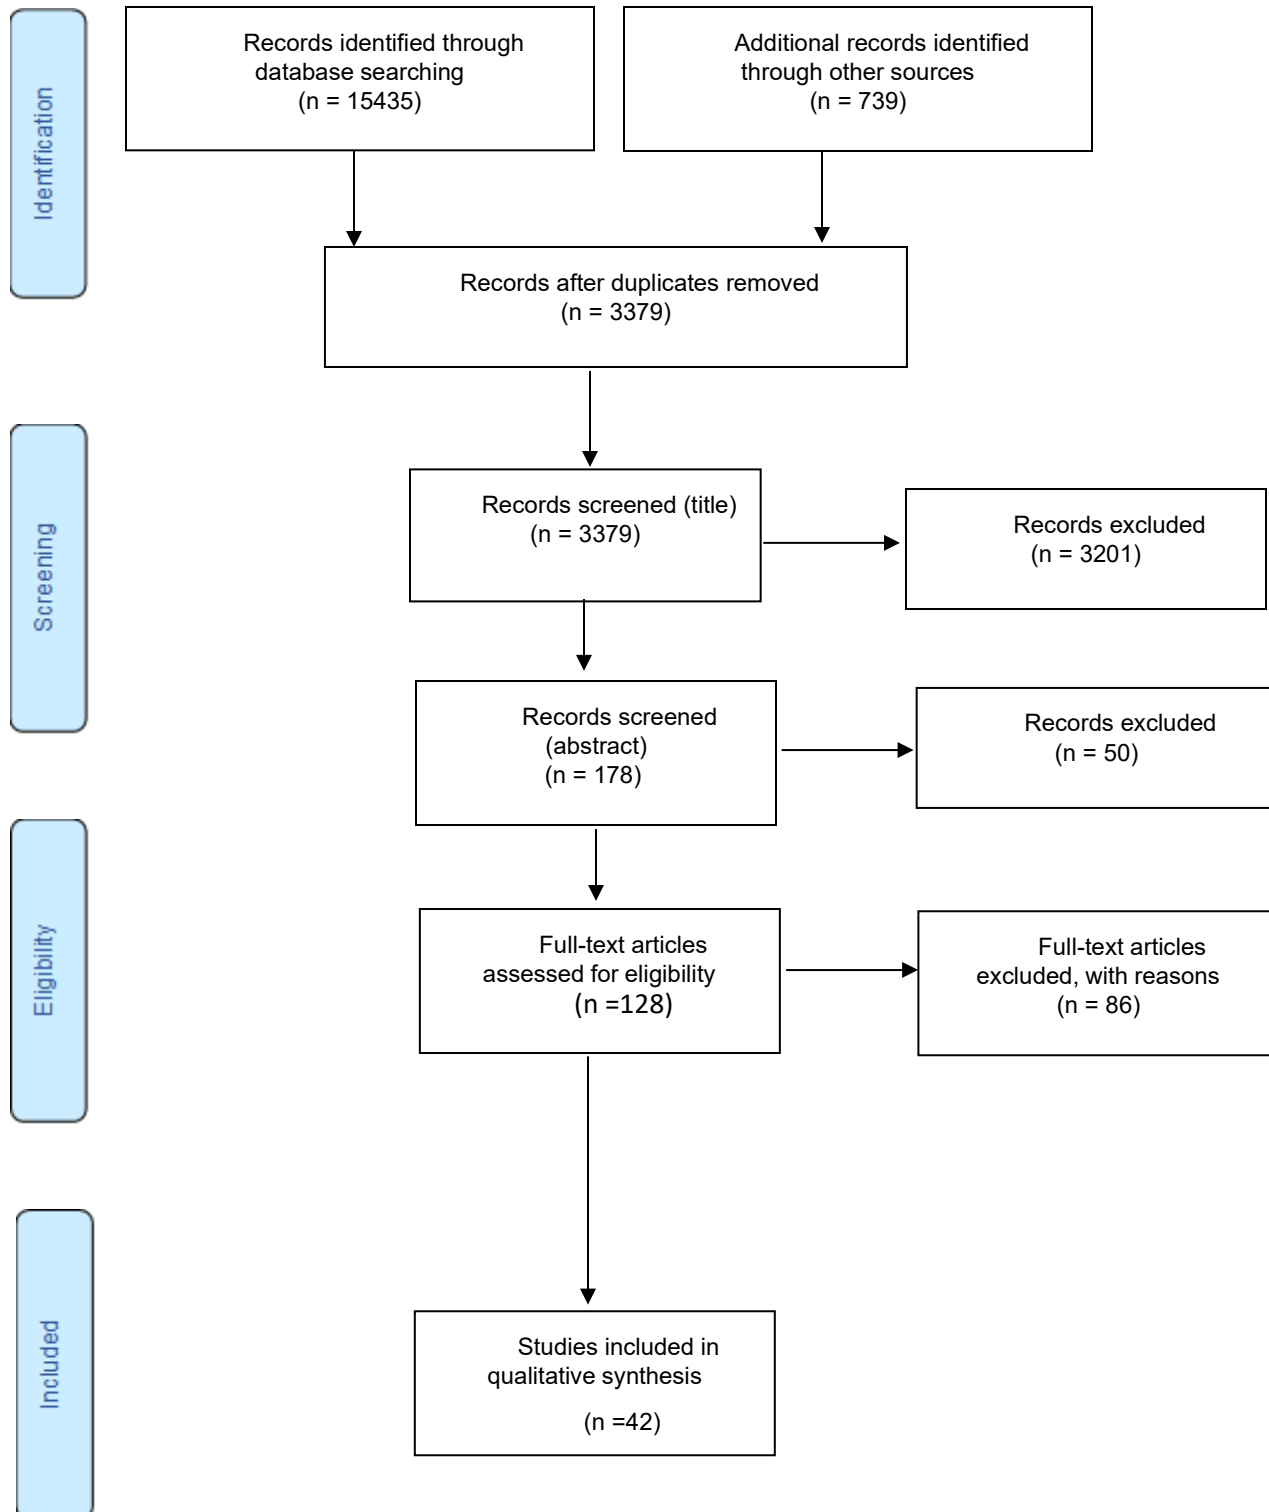 Identification
Records identified through
database searching
(n = 15435)
Additional records identified
through other sources
(n = 739)
Records after duplicates removed
(n = 3379)
Screening
Records screened (title)
(n = 3379)
Records excluded
(n = 3201)
Records screened
(abstract)
(n = 178)
Records excluded
(n = 50)
Eligibility
Full-text articles
assessed for eligibility
(n =128)
Full-text articles
excluded, with reasons
(n = 86)
Included
Studies included in
qualitative synthesis
(n =42)